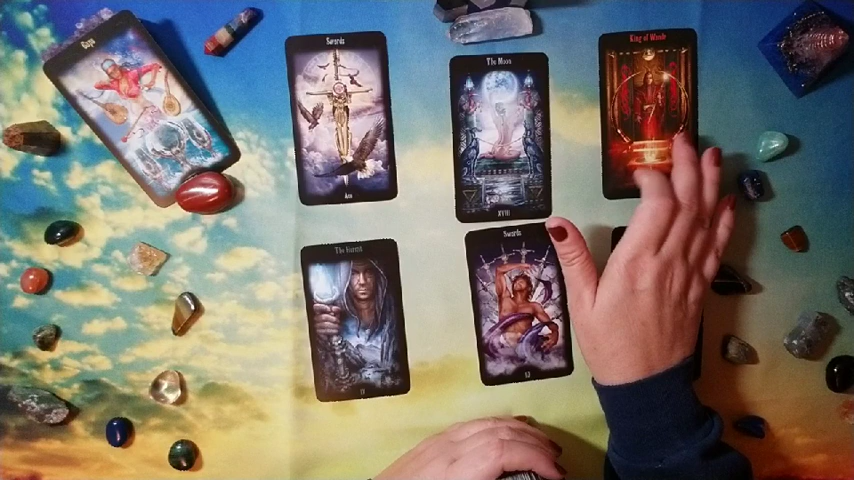 Swords
Ace
The Moon
XVIII
King of Wands
The Hermit
Swords